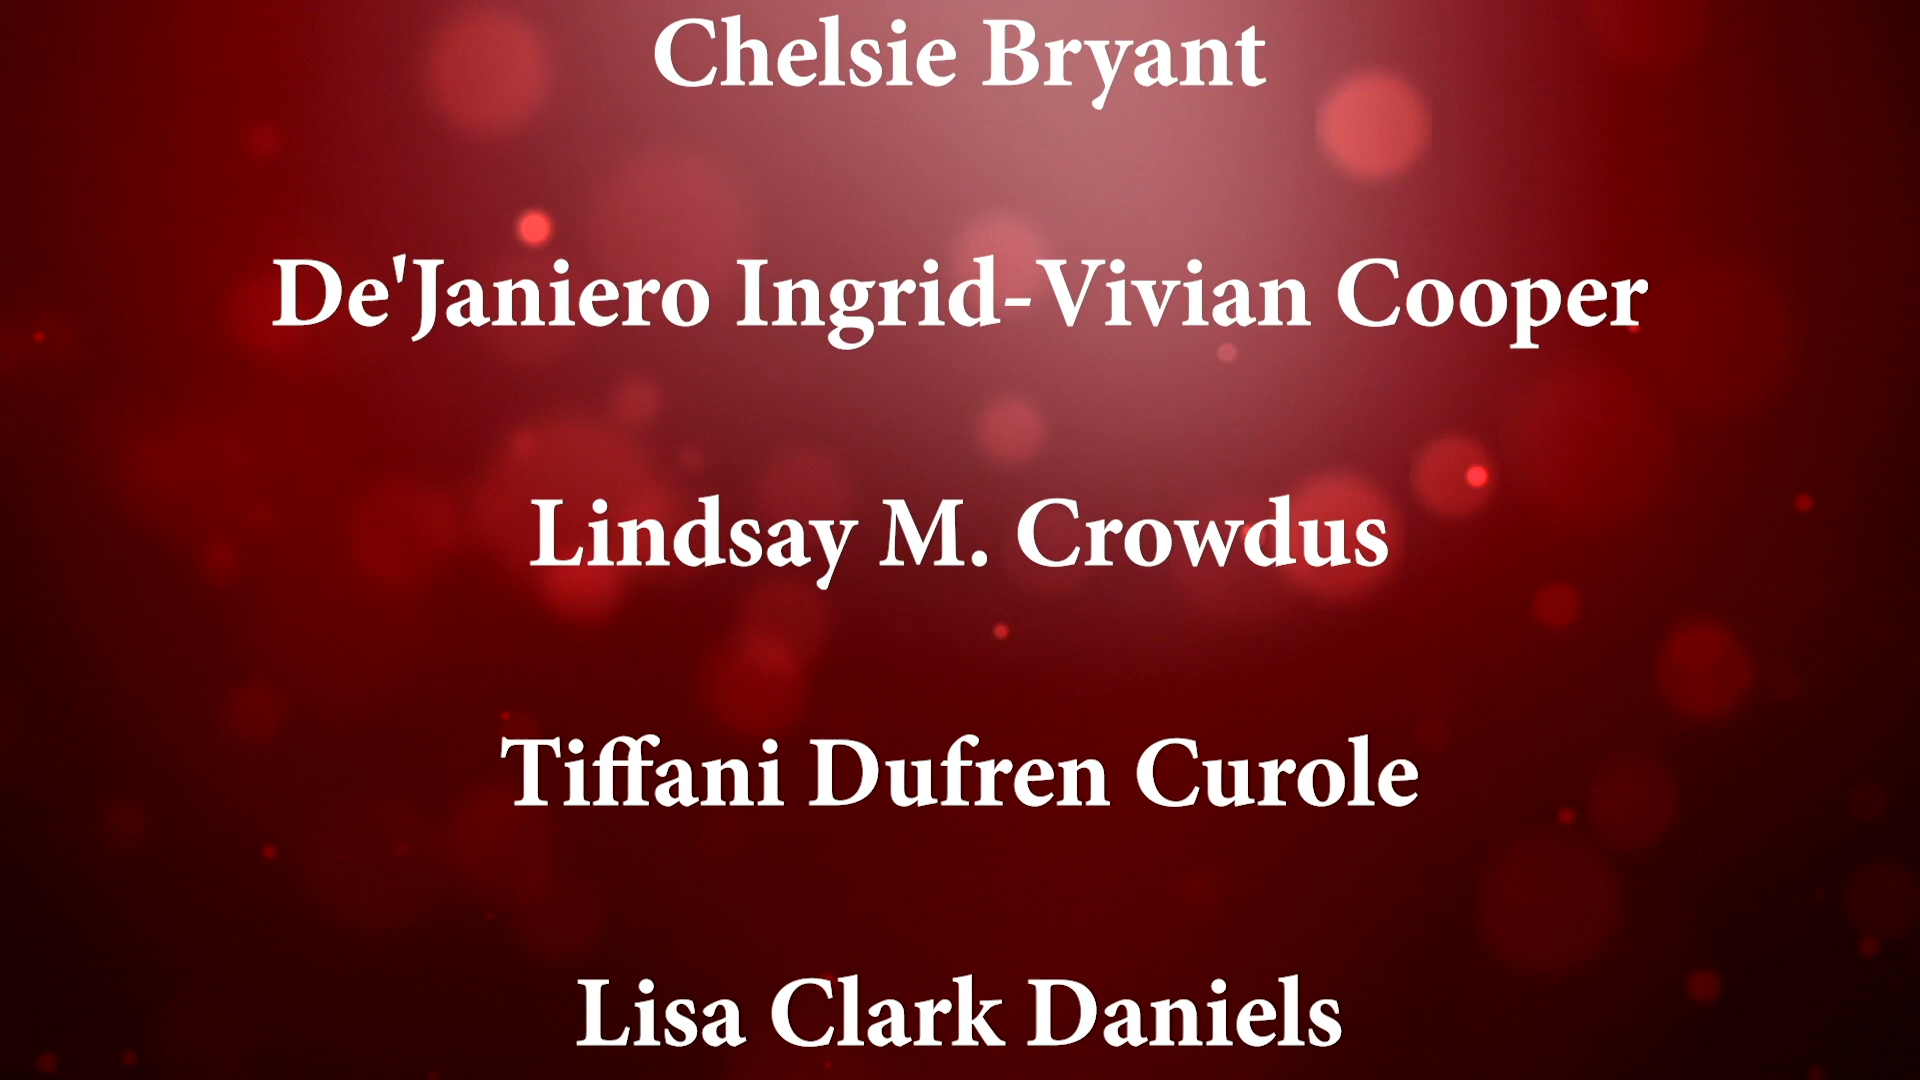 Chelsie Bryant
De'Janiero Ingrid-Vivian Cooper
Lindsay M. Crowdus
Tiffani Dufren Curole
Lisa Clark Daniels